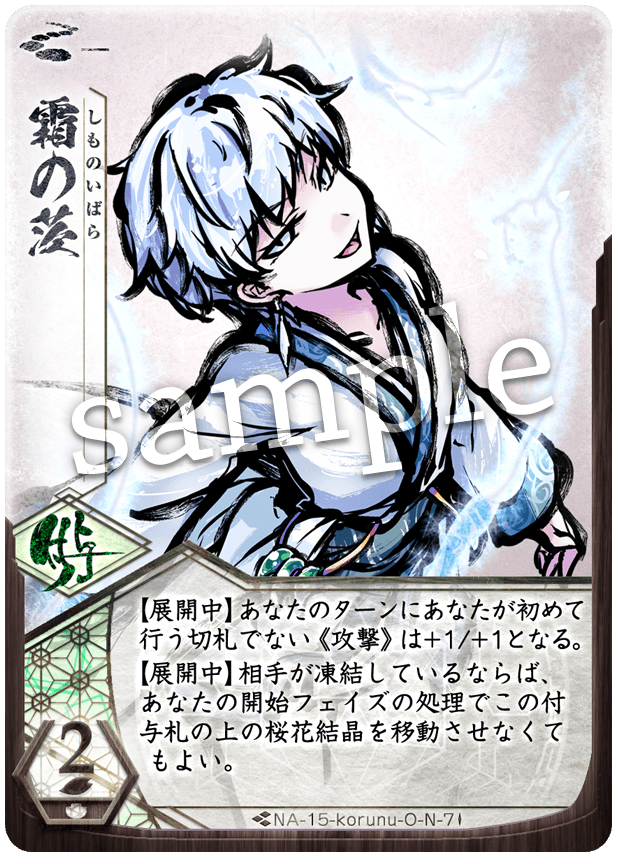 霜の茨
しものいばら
sample
付与
【展開中】あなたのターンにあなたが初めて
行う切札でない《攻撃》は+1/+1となる。
【展開中】相手が凍結しているならば、
あなたの開始フェイズの処理でこの付
与札の上の桜花結晶を移動させなくて
もよい。
2
NA-15-korunu-O-N-7